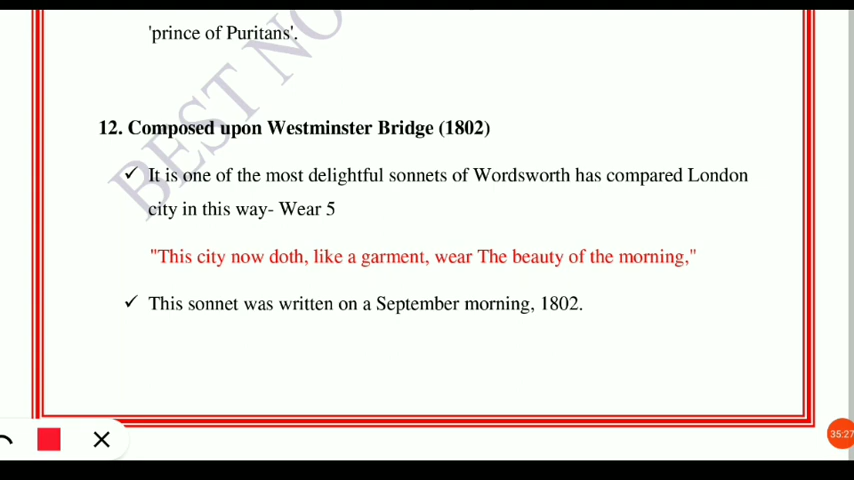 'prince of Puritans'.
BEST NO
12. Composed upon Westminster Bridge (1802)
✓ It is one of the most delightful sonnets of Wordsworth has compared London
city in this way- Wear 5
"This city now doth, like a garment, wear The beauty of the morning,"
✓ This sonnet was written on a September morning, 1802.
35:27